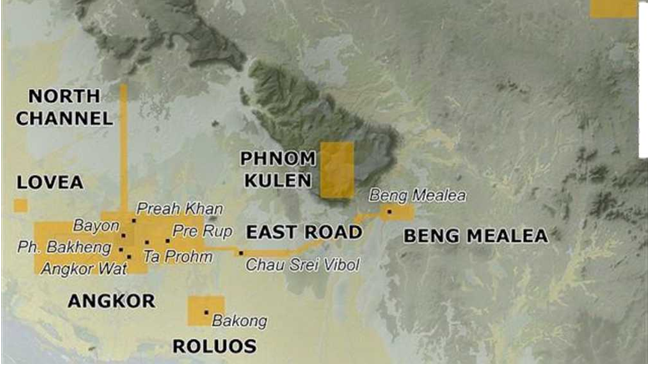 NORTH
CHANNEL
PHNOM
KULEN
LOVEA
Beng Mealea
Preah Khan
Bayon
Pre Rup
EAST ROAD
BENG MEALEA
Ph. Bakheng
Ta Prohm
Angkor Wat
Chau Srei Vibol
ANGKOR
Bakong
ROLUOS